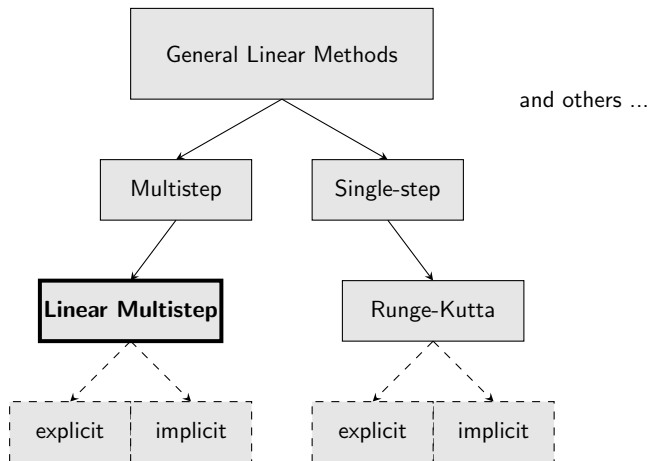 General Linear Methods
and others ...
Multistep
Single-step
Linear Multistep
Runge-Kutta
explicit
implicit
explicit
implicit